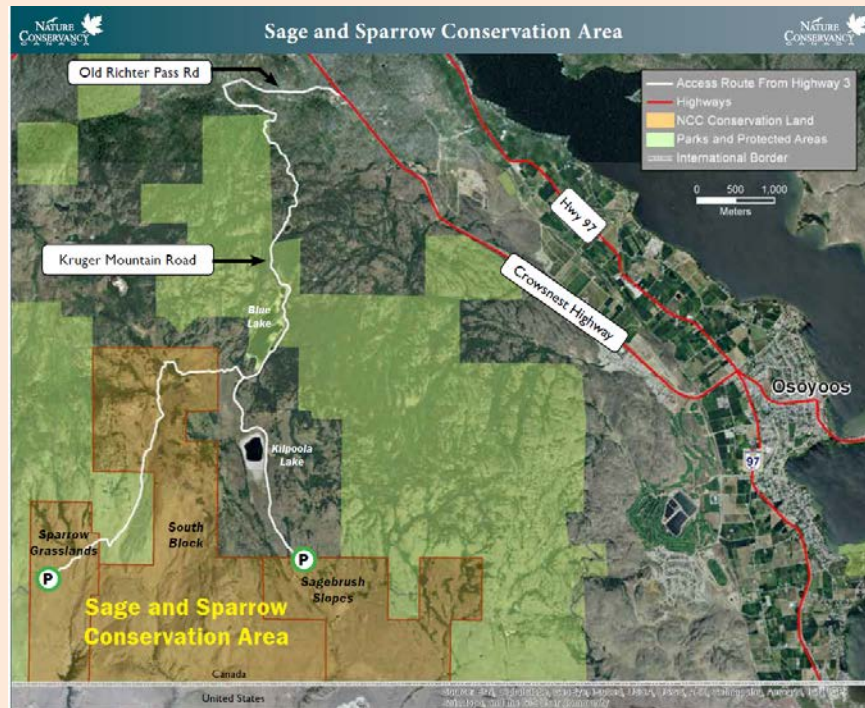 NATURE
CONSERVANCY
CANADA
Sage and Sparrow Conservation Area
NATURE
CONSERVANCY
CANADA
Old Richter Pass Rd
Access Route From Highway 3
Highways
NCC Conservation Land
Parks and Protected Areas
International Border
0 500 1,000
Meters
Hwy 97
Kruger Mountain Road
Crowsnest Highway
Blue
Lake
Osoyoos
Kilpoola
Lake
97
Sparrow
Grasslands
South
Block
P
P
Sagebrush
Slopes
Sage and Sparrow
Conservation Area
Canada
United States